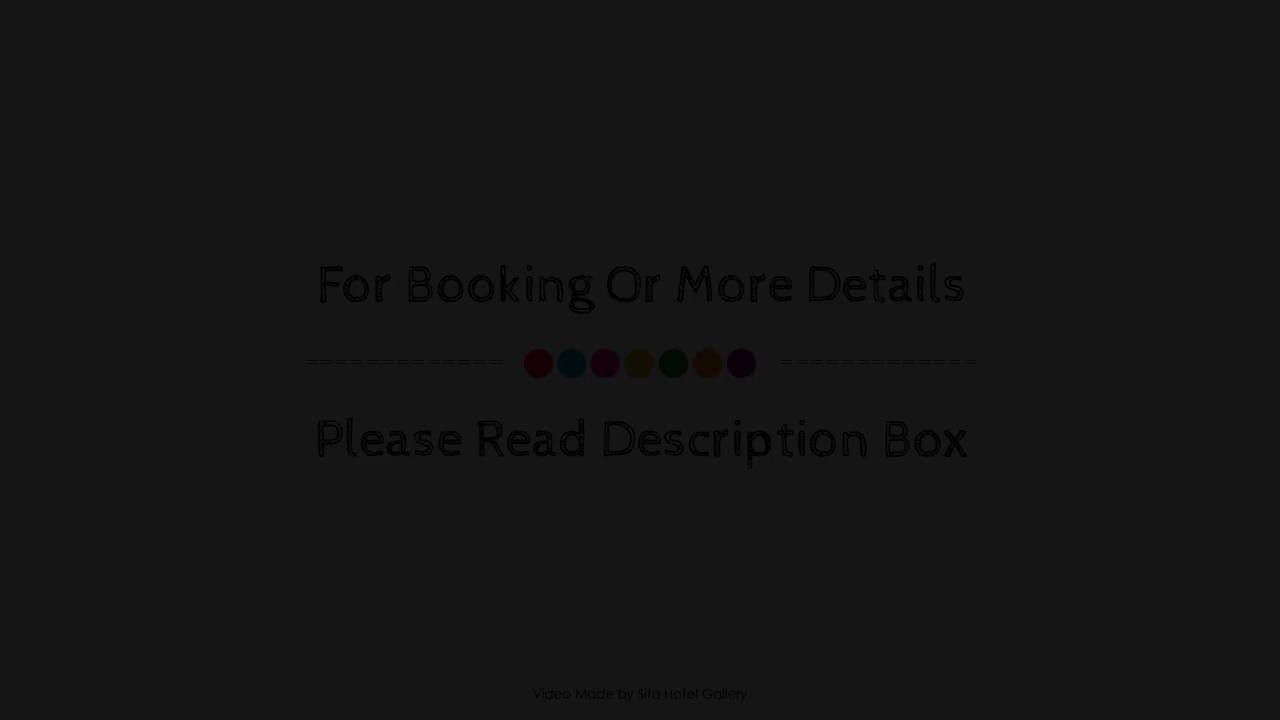 For Booking Or More Details
============= =============
Please Read Description Box
Video Made by Sita Hotel Gallery